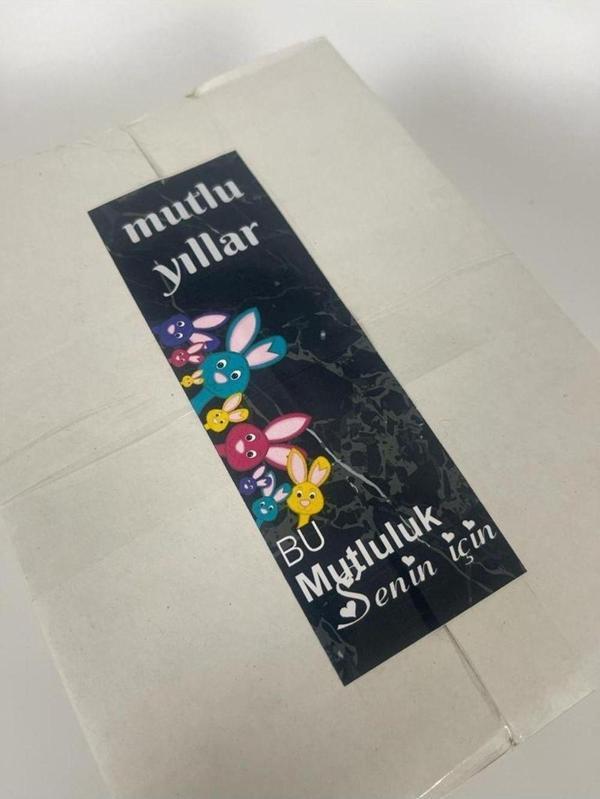 mutlu
yıllar
BU
Mutluluk
Senin için